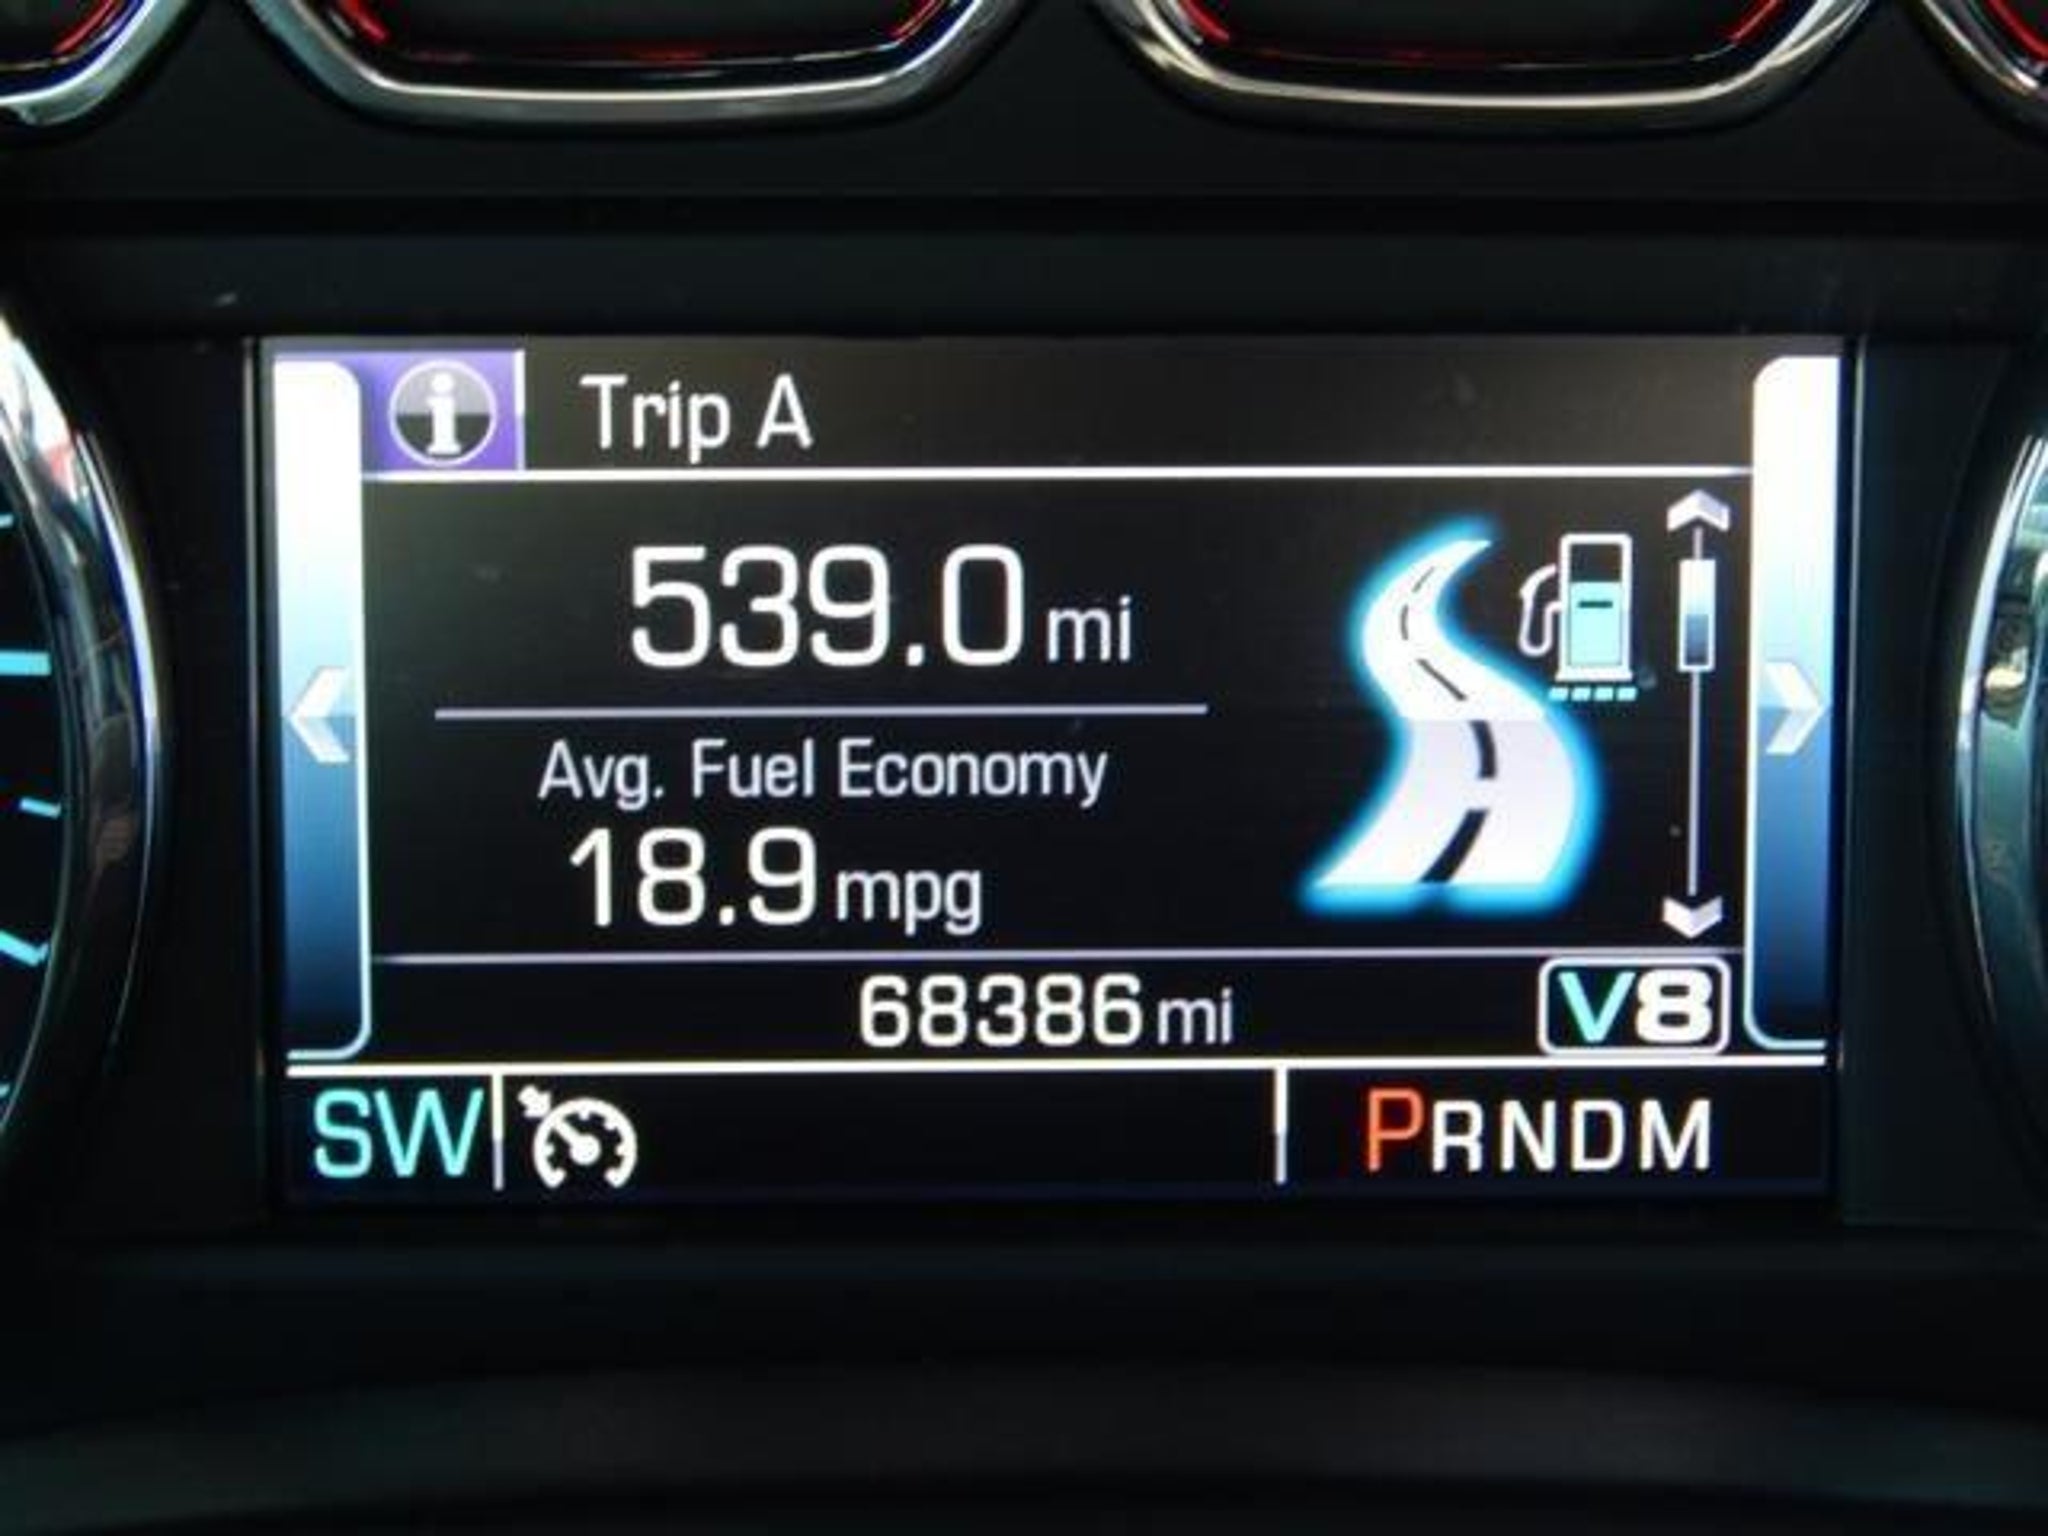 Trip A
539.0 mi
Avg. Fuel Economy
18.9 mpg
68386 mi
V8
SW
PRNDM